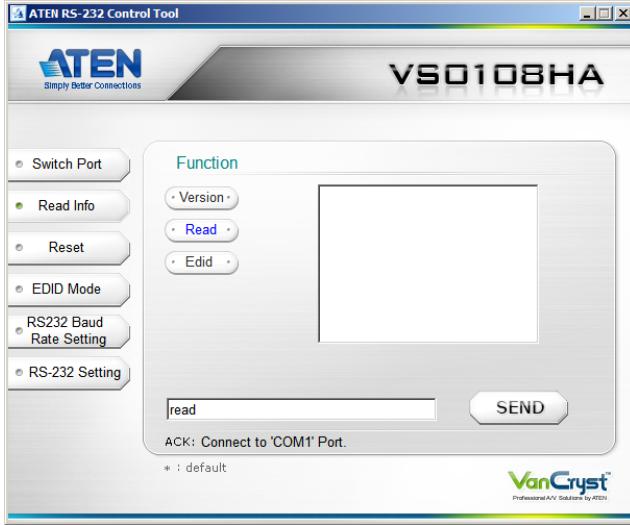 ATEN RS-232 Control Tool
ATEN
Simply Better Connections
VS0108HA
Switch Port
Read Info
Reset
EDID Mode
RS232 Baud
Rate Setting
RS-232 Setting
Function
Version
Read
Edid
read
SEND
ACK: Connect to 'COM1' Port.
* : default
VanCryst™
Professional A/V Solutions by ATEN